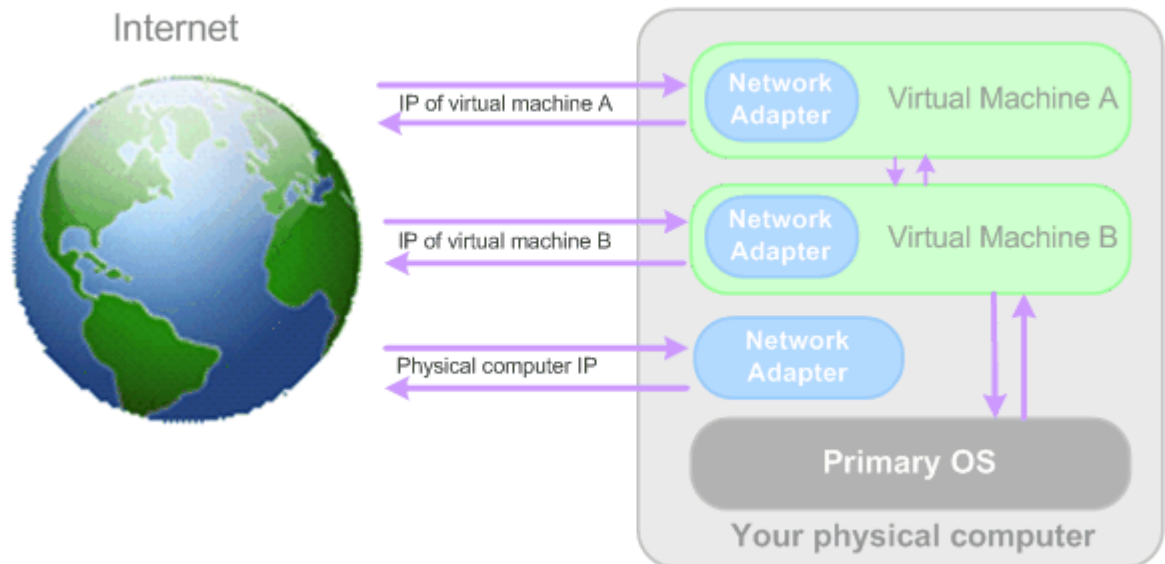 Internet
IP of virtual machine A
Network
Adapter
Virtual Machine A
IP of virtual machine B
Network
Adapter
Virtual Machine B
Physical computer IP
Network
Adapter
Primary OS
Your physical computer